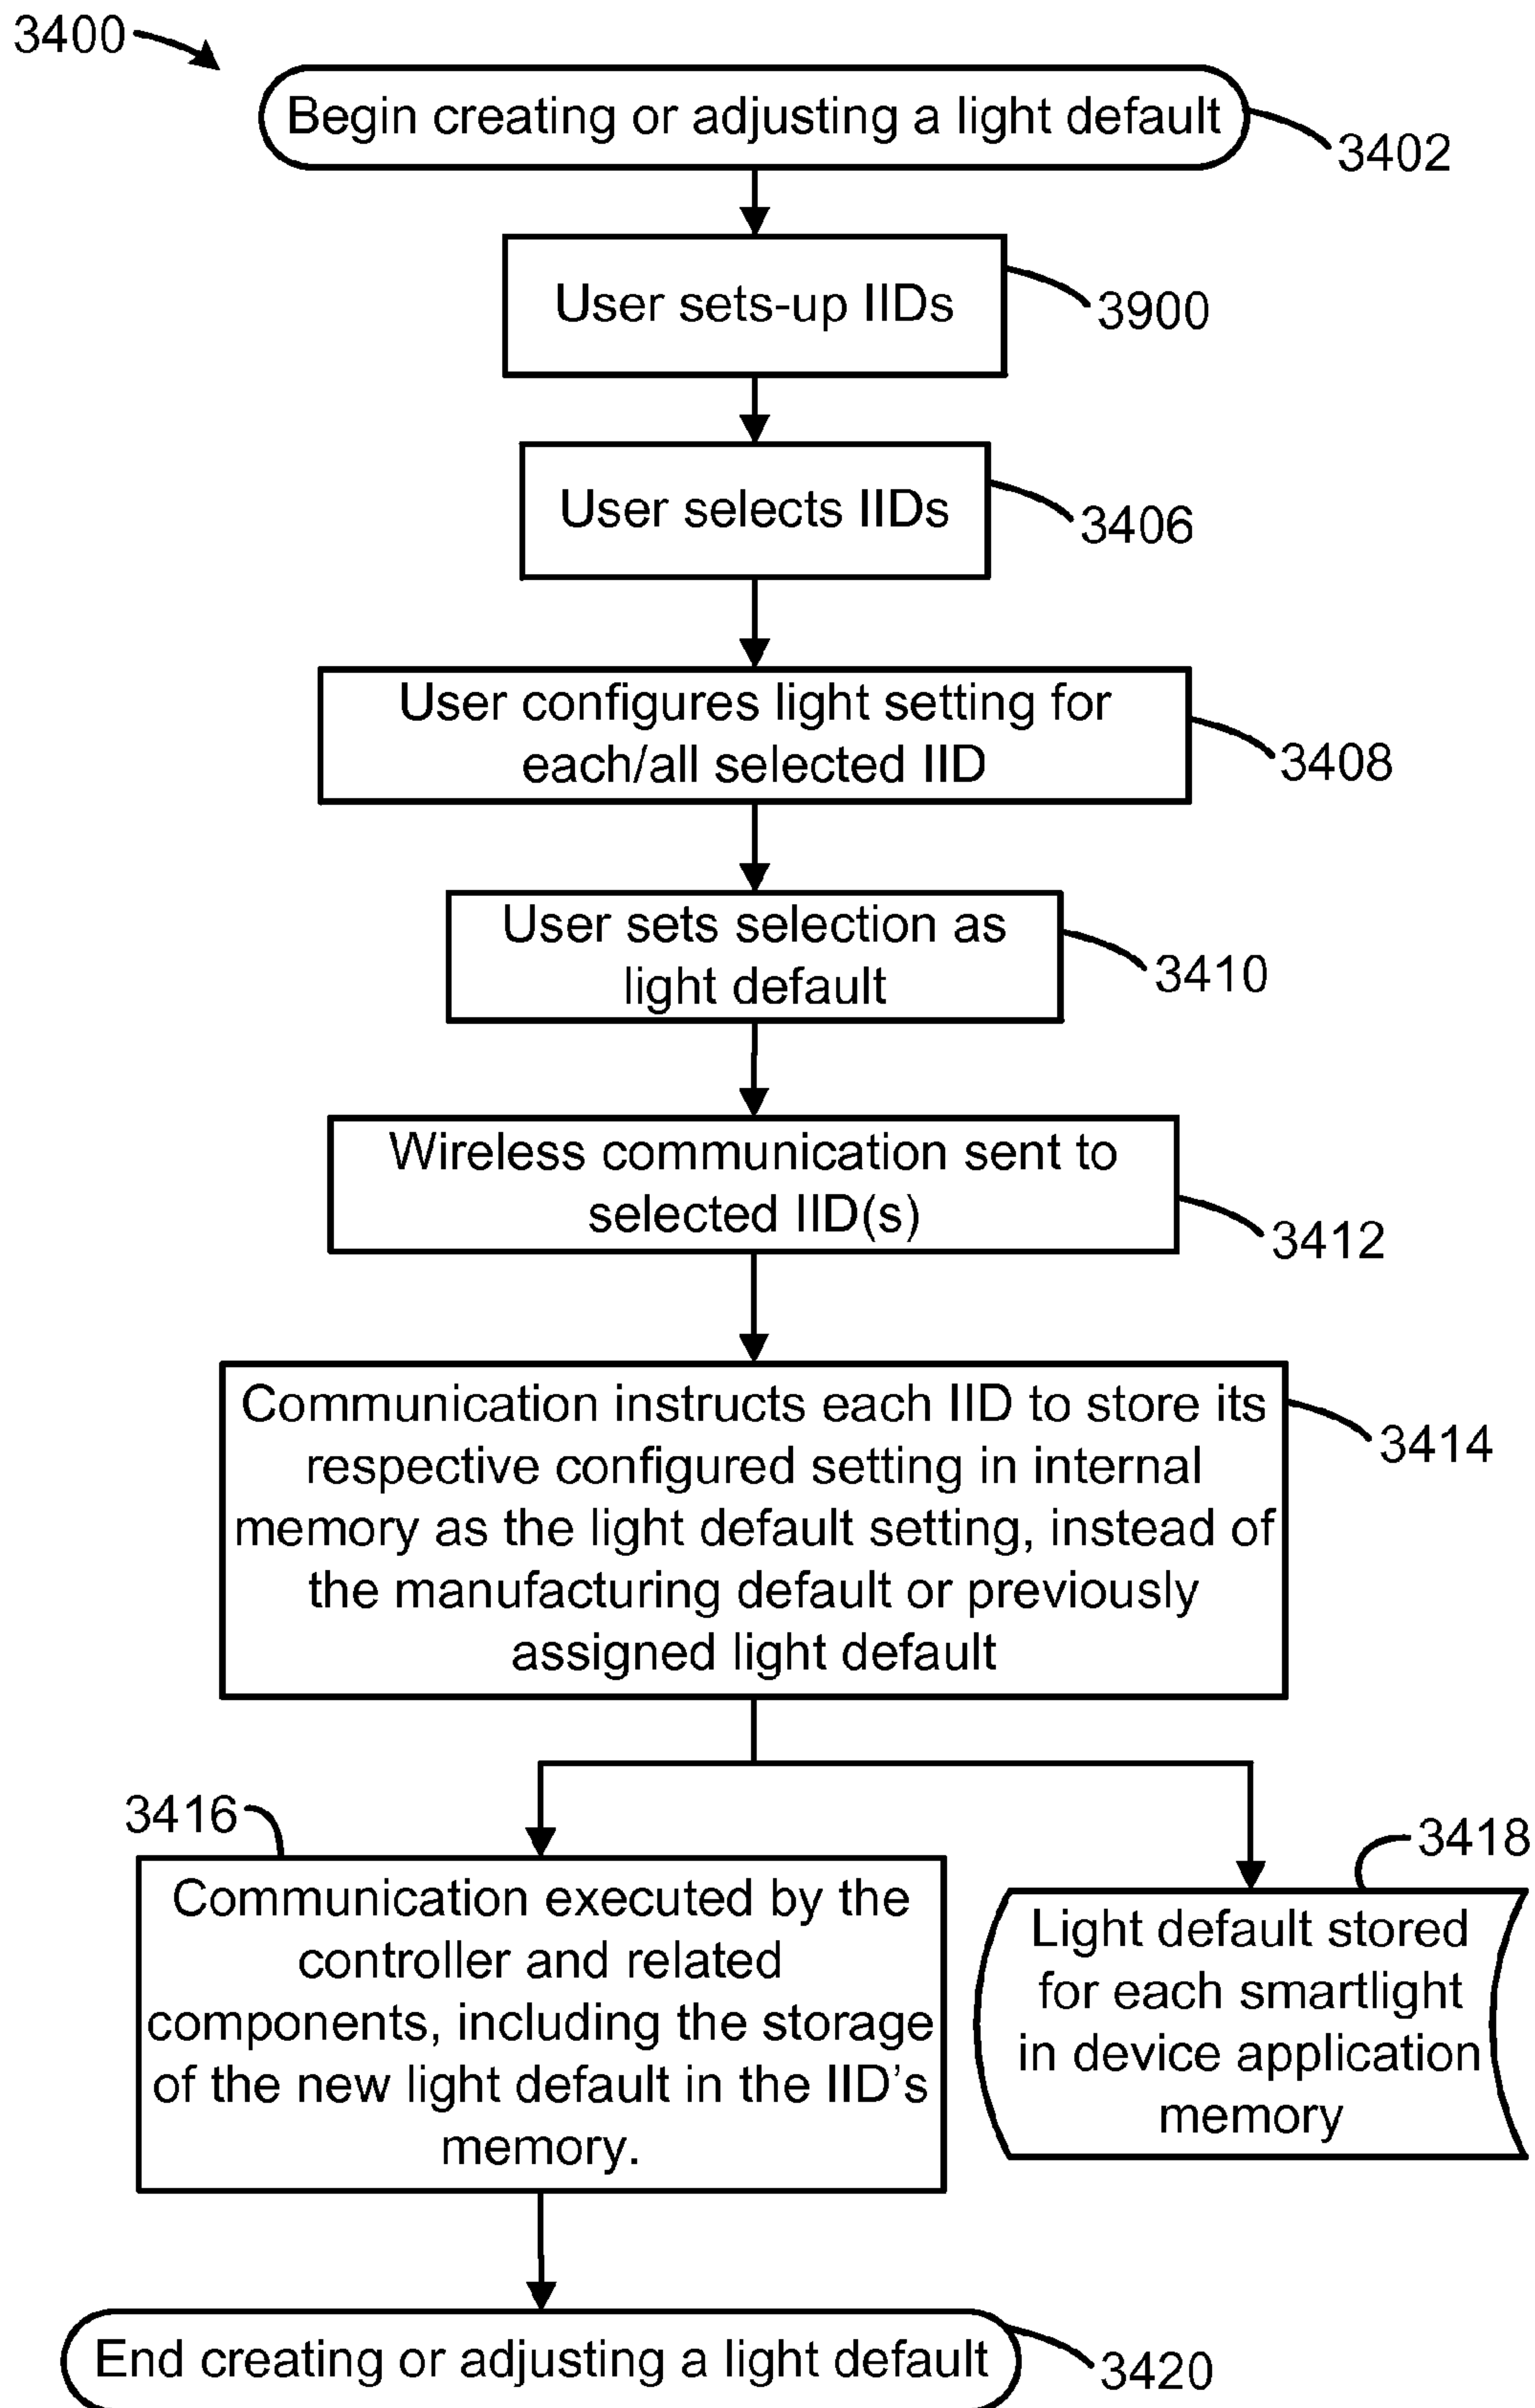 3400
Begin creating or adjusting a light default
3402
User sets-up IIDs
3900
User selects IIDs
3406
User configures light setting for
each/all selected IID
3408
User sets selection as
light default
3410
Wireless communication sent to
selected IID(s)
3412
Communication instructs each IID to store its
respective configured setting in internal
memory as the light default setting, instead of
the manufacturing default or previously
assigned light default
3414
3416
Communication executed by the
controller and related
components, including the storage
of the new light default in the IID's
memory.
3418
Light default stored
for each smartlight
in device application
memory
End creating or adjusting a light default
3420